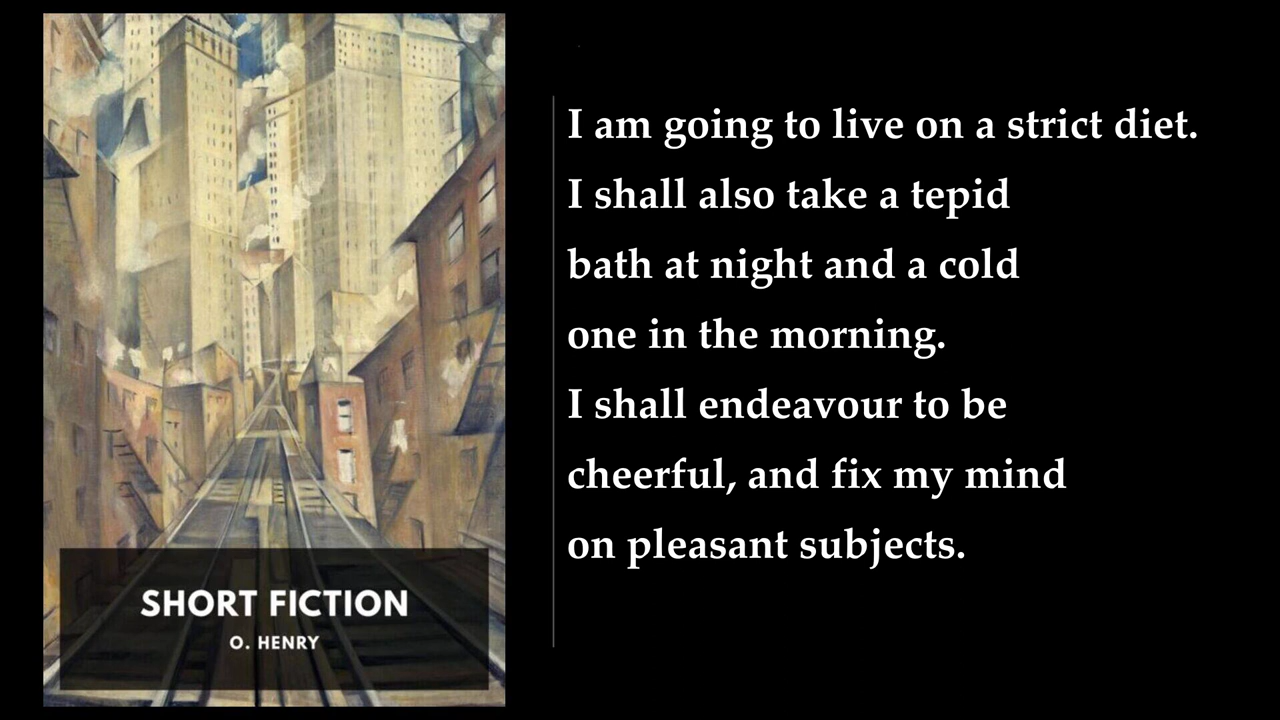 SHORT FICTION
O. HENRY
I am going to live on a strict diet.
I shall also take a tepid
bath at night and a cold
one in the morning.
I shall endeavour to be
cheerful, and fix my mind
on pleasant subjects.